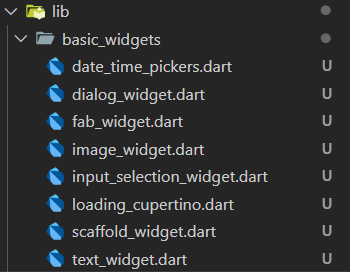 lib
basic_widgets
date_time_pickers.dart U
dialog_widget.dart U
fab_widget.dart U
image_widget.dart U
input_selection_widget.dart U
loading_cupertino.dart U
scaffold_widget.dart U
text_widget.dart U